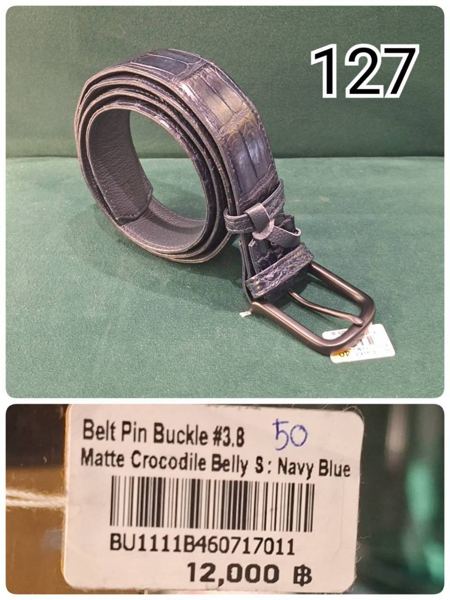 127
Belt Pin Buckle #3.8 50
Matte Crocodile Belly S : Navy Blue
BU1111B460717011
12,000 ฿